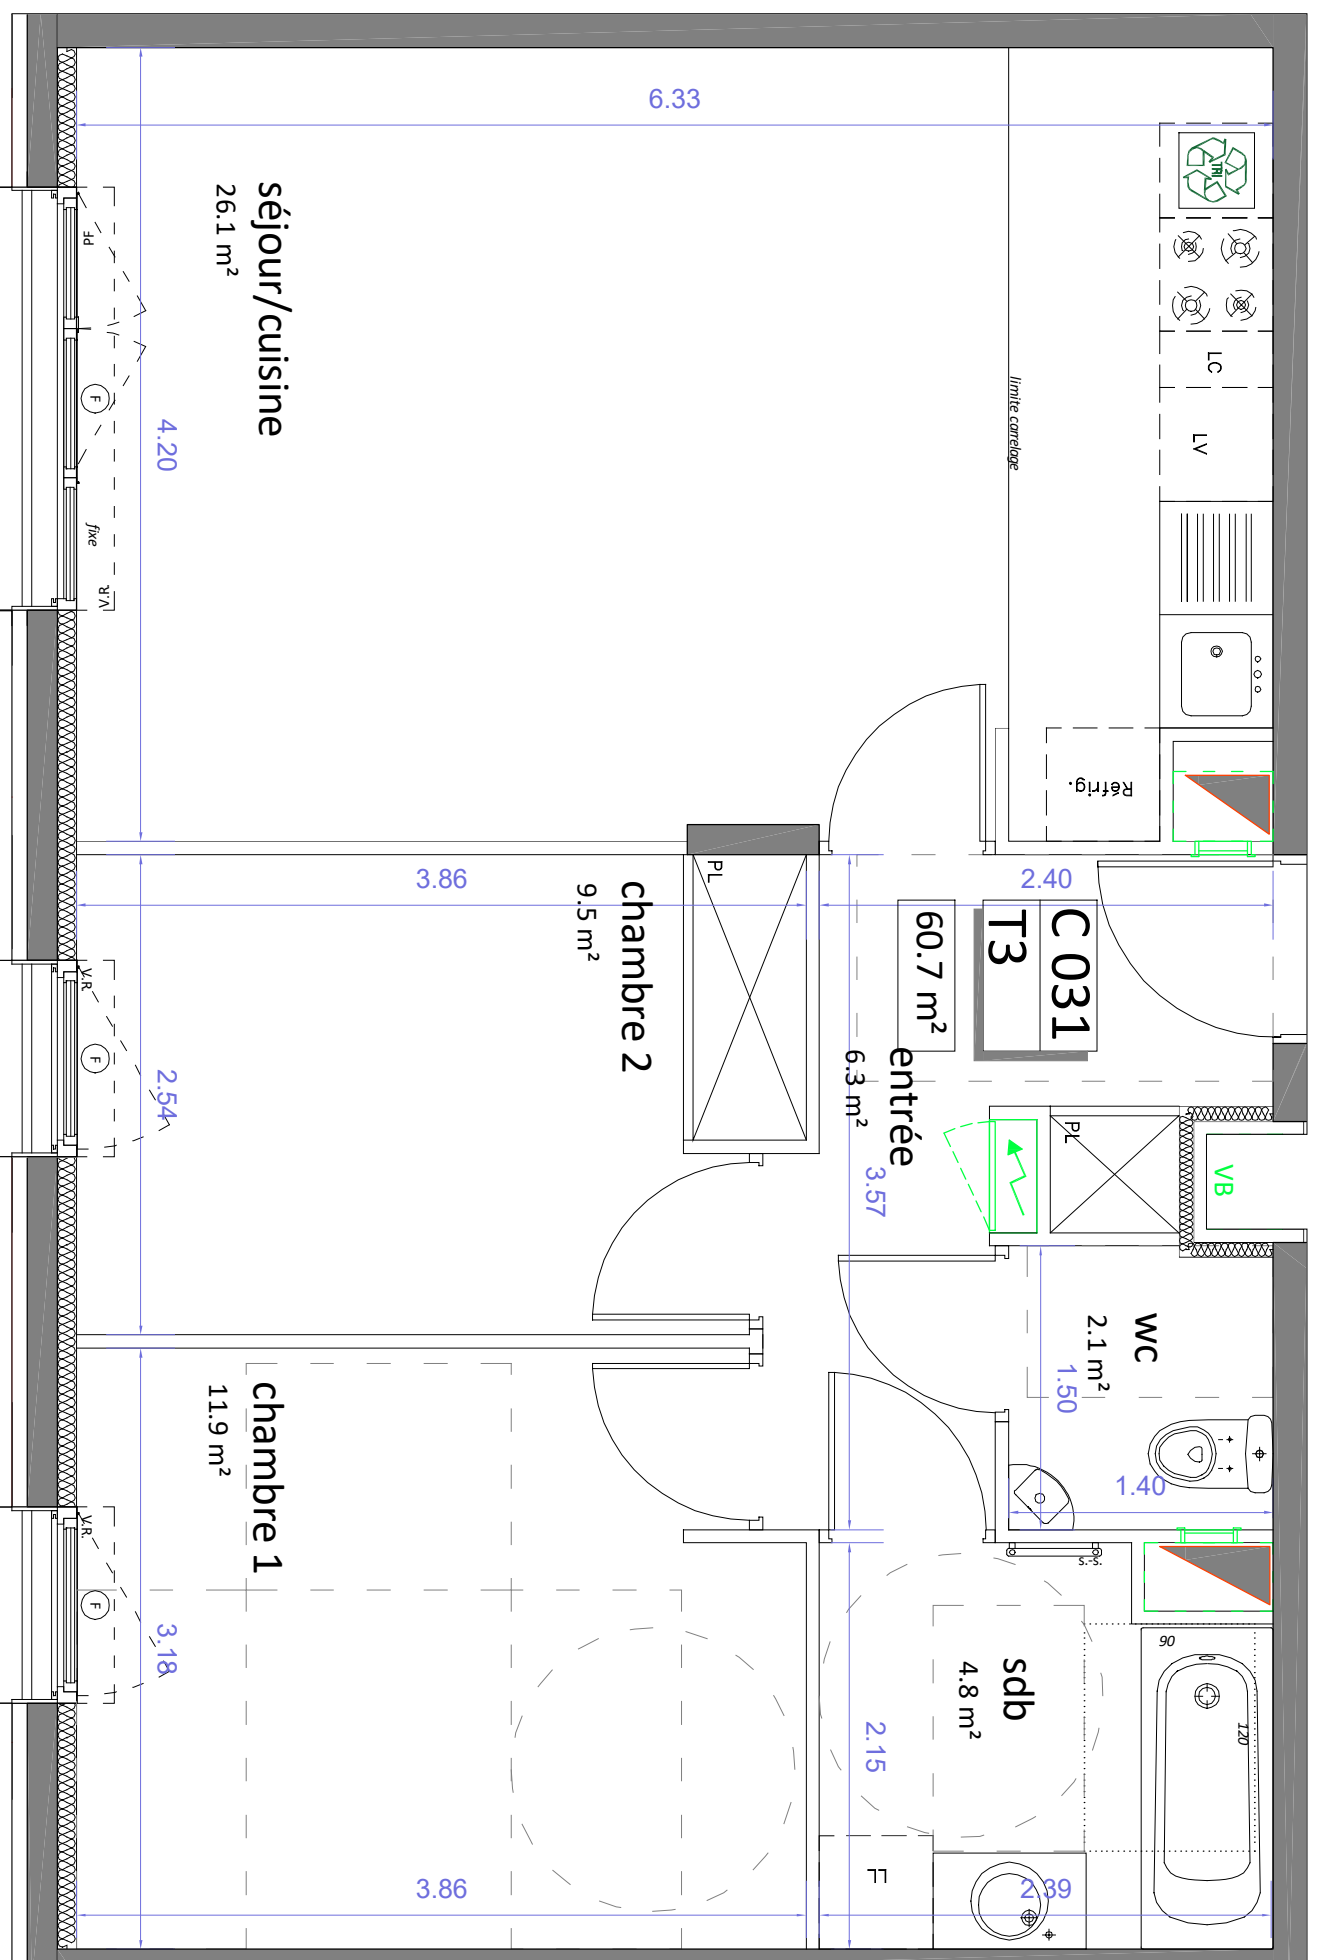 6.33
TRI
séjour/cuisine
26.1 m²
PF
F
fixe
V.R.
4.20
limite carrelage
LC
LV
Réfrig.
3.86
2.40
PL
chambre 2
9.5 m²
C 031
T3
60.7 m²
entrée
6.3 m²
3.57
PL
VB
V.R.
F
2.54
wc
2.1 m²
1.50
1.40
chambre 1
11.9 m²
V.R.
F
3.18
s.-s.
sdb
4.8 m²
90
120
2.15
LL
3.86
2.39